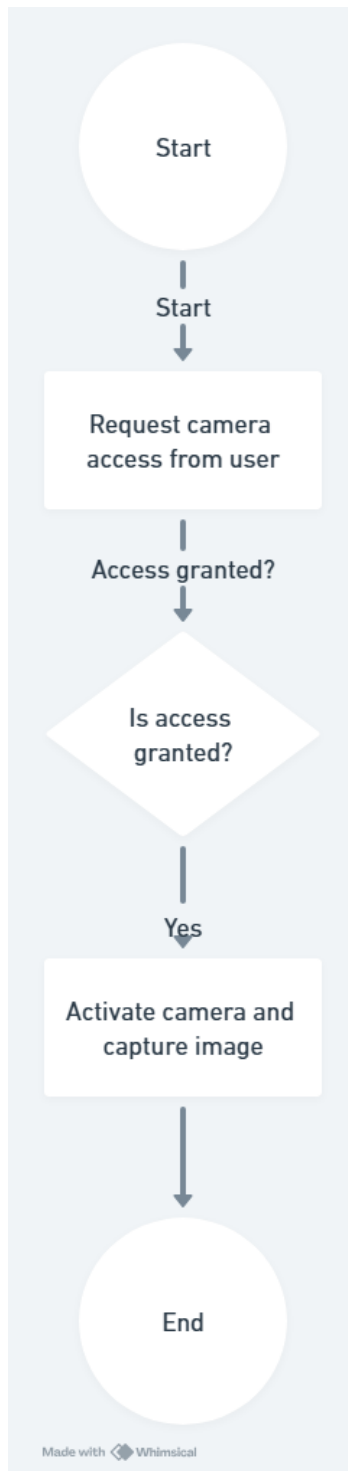 Start
Start
Request camera
access from user
Access granted?
Is access
granted?
Yes
Activate camera and
capture image
End
Made with Whimsical